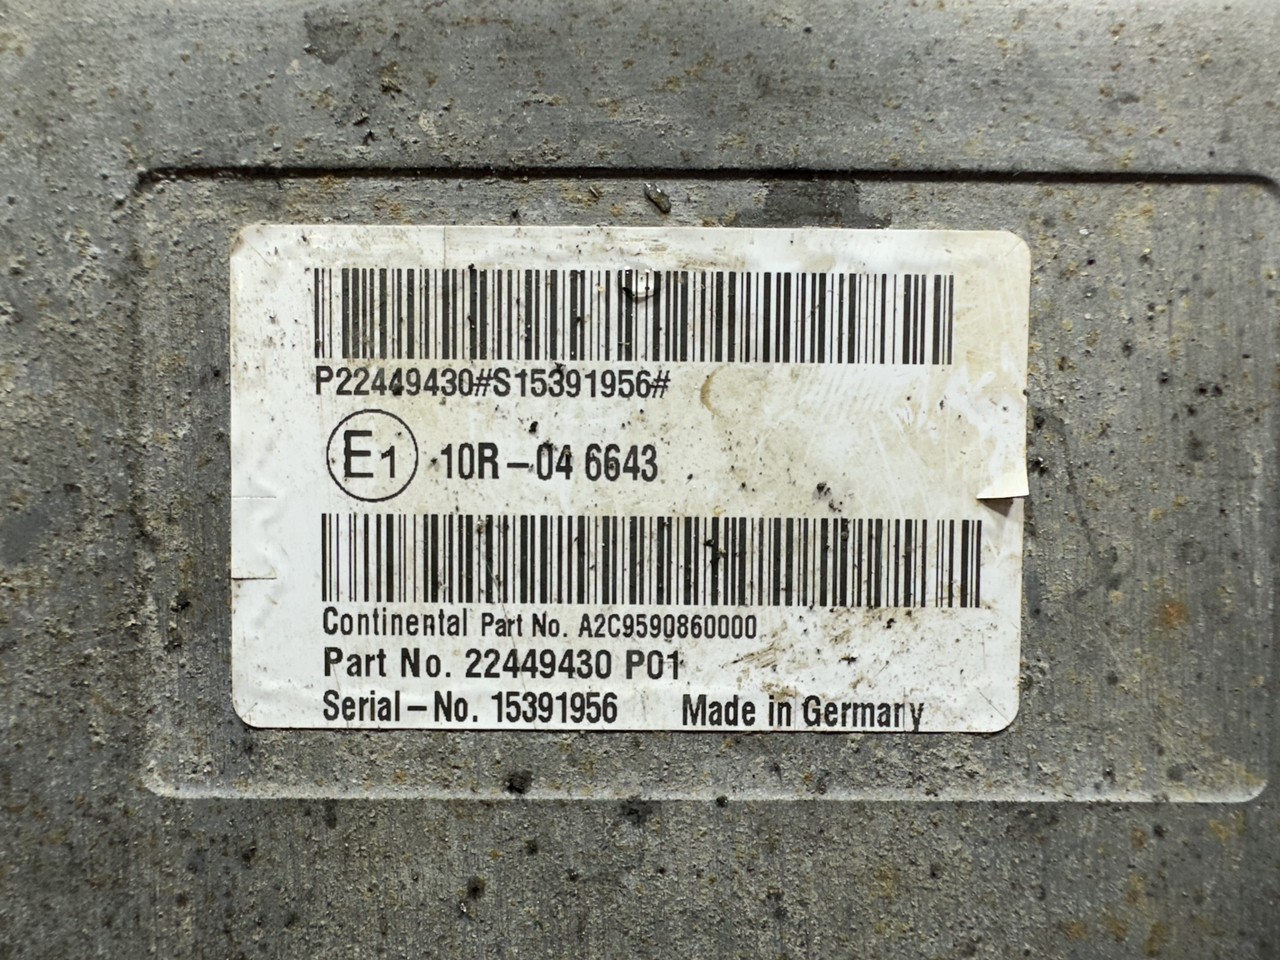 P22449430#S15391956#
E1 10R-04 6643
Continental Part No. A2C9590860000
Part No. 22449430 P01
Serial-No. 15391956 Made in Germany